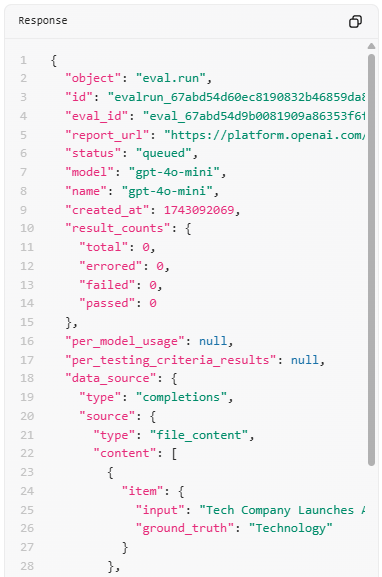 Response
1 {
2 "object": "eval.run",
3 "id": "evalrun_67abd54d60ec8190832b46859da8
4 "eval_id": "eval_67abd54d9b0081909a86353f6f
5 "report_url": "https://platform.openai.com/
6 "status": "queued",
7 "model": "gpt-4o-mini",
8 "name": "gpt-4o-mini",
9 "created_at": 1743092069,
10 "result_counts": {
11 "total": 0,
12 "errored": 0,
13 "failed": 0,
14 "passed": 0
15 },
16 "per_model_usage": null,
17 "per_testing_criteria_results": null,
18 "data_source": {
19 "type": "completions",
20 "source": {
21 "type": "file_content",
22 "content": [
23 {
24 "item": {
25 "input": "Tech Company Launches A
26 "ground_truth": "Technology"
27 }
28 },